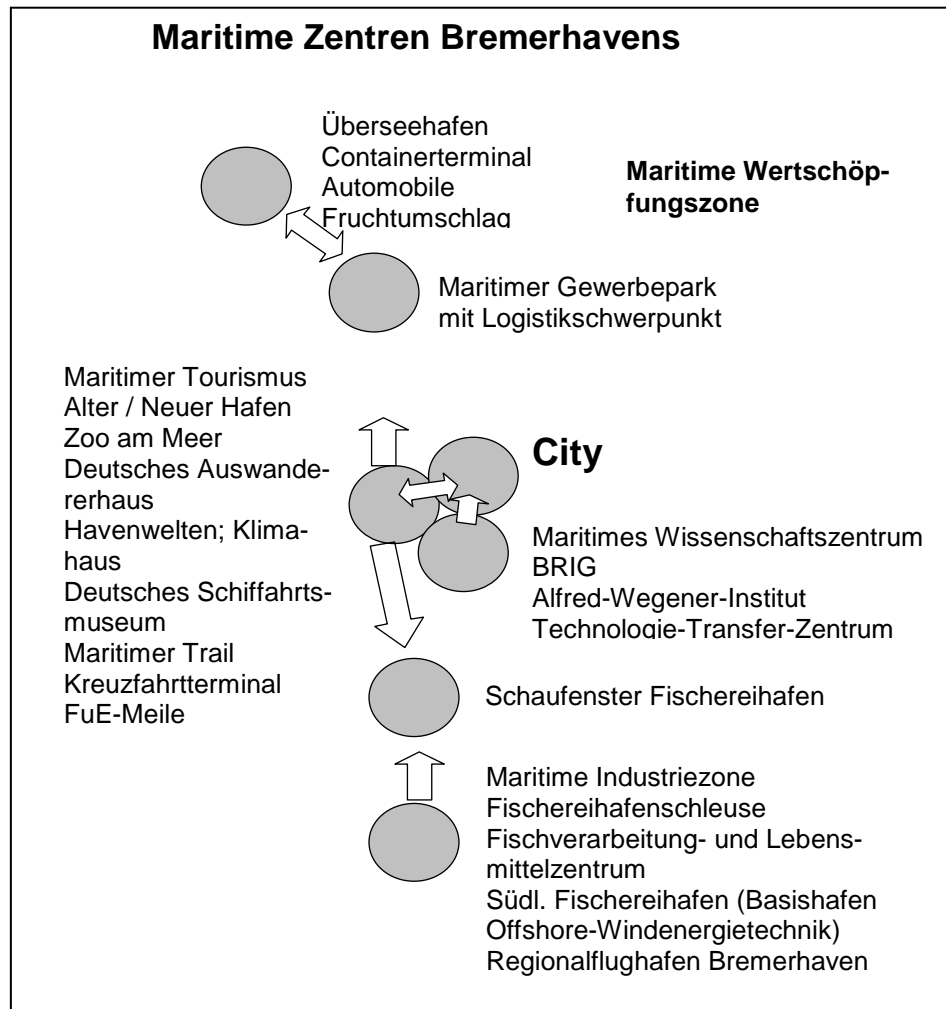 Maritime Zentren Bremerhavens
Überseehafen
Containerterminal
Automobile
Fruchtumschlag
Maritime Wertschöp-
fungszone
Maritimer Gewerbepark
mit Logistikschwerpunkt
Maritimer Tourismus
Alter / Neuer Hafen
Zoo am Meer
Deutsches Auswande-
rerhaus
Havenwelten; Klima-
haus
Deutsches Schiffahrts-
museum
Maritimer Trail
Kreuzfahrtterminal
FuE-Meile
City
Maritimes Wissenschaftszentrum
BRIG
Alfred-Wegener-Institut
Technologie-Transfer-Zentrum
Schaufenster Fischereihafen
Maritime Industriezone
Fischereihafenschleuse
Fischverarbeitung- und Lebens-
mittelzentrum
Südl. Fischereihafen (Basishafen
Offshore-Windenergietechnik)
Regionalflughafen Bremerhaven